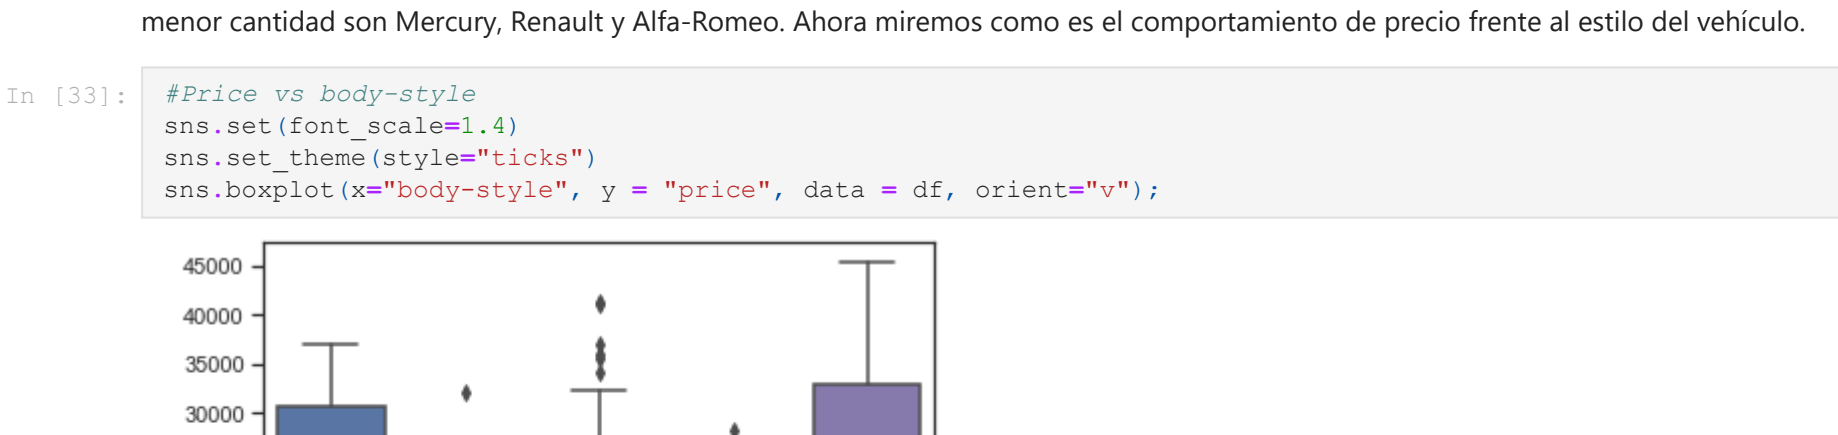 menor cantidad son Mercury, Renault y Alfa-Romeo. Ahora miremos como es el comportamiento de precio frente al estilo del vehículo.
In [33]:
#Price vs body-style
sns.set(font_scale=1.4)
sns.set_theme(style="ticks")
sns.boxplot(x="body-style", y = "price", data = df, orient="v");
45000
40000
35000
30000